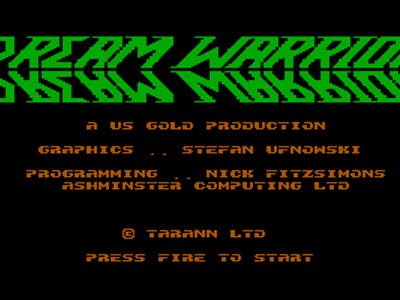 DREAM WARRIOR
A US GOLD PRODUCTION
GRAPHICS .. STEFAN UFNOWSKI
PROGRAMMING .. NICK FITZSIMONS
ASHMINSTER COMPUTING LTD
© TARANN LTD
PRESS FIRE TO START